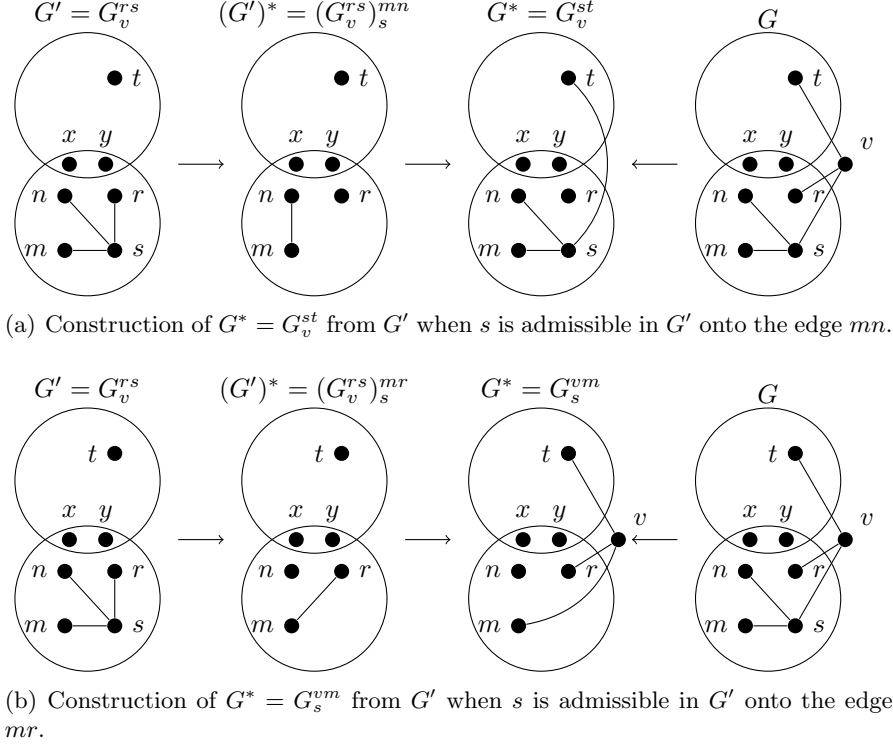 G′ = G_v^{rs} (G′)* = (G_v^{rs})_s^{mn} G* = G_v^{st} G
t t t t
x y x y x y x y v
n r n r n r n r
m s m m s m s
(a) Construction of G* = G_v^{st} from G′ when s is admissible in G′ onto the edge mn.
G′ = G_v^{rs} (G′)* = (G_v^{rs})_s^{mr} G* = G_s^{vm} G
t t t t
x y x y x y v x y v
n r n r n r n r
m s m m m s
(b) Construction of G* = G_s^{vm} from G′ when s is admissible in G′ onto the edge
mr.